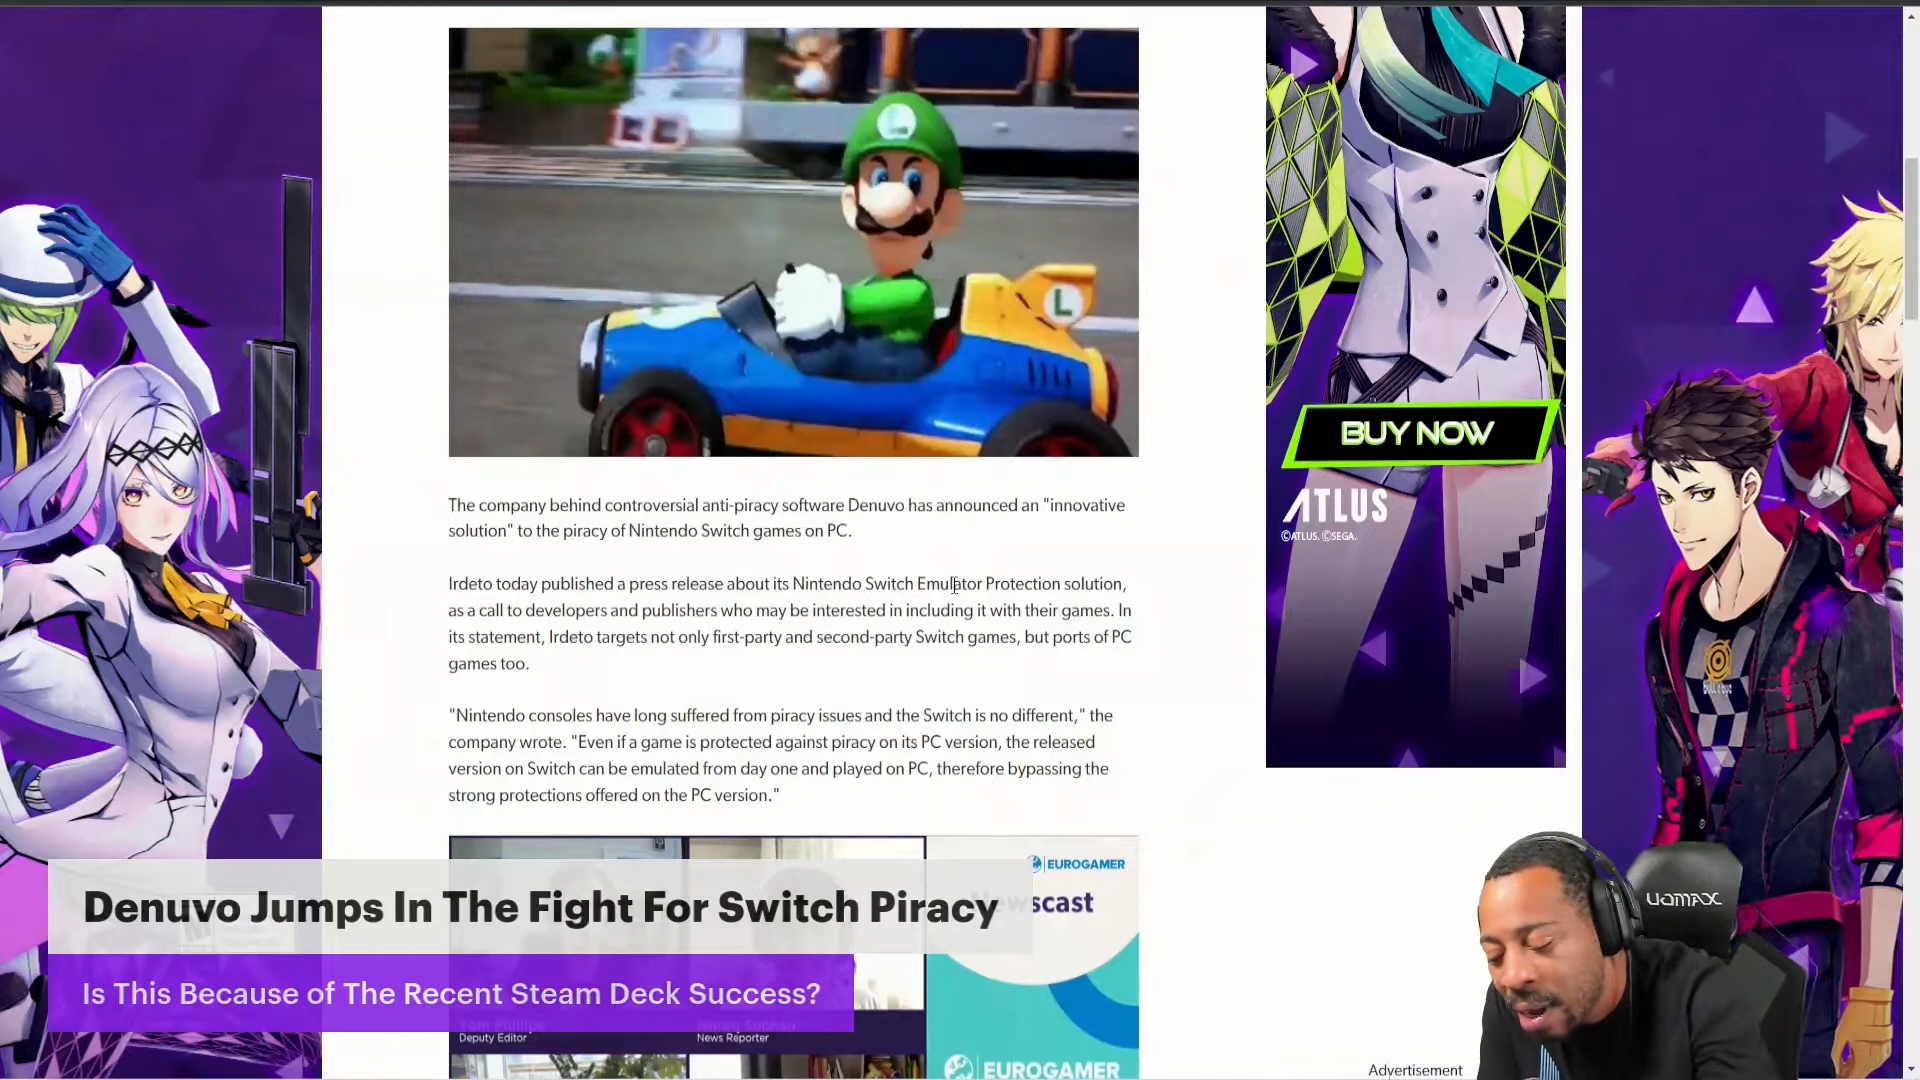 L
L
BUY NOW
ATLUS
©ATLUS. ©SEGA.
The company behind controversial anti-piracy software Denuvo has announced an "innovative
solution" to the piracy of Nintendo Switch games on PC.
Irdeto today published a press release about its Nintendo Switch Emulator Protection solution,
as a call to developers and publishers who may be interested in including it with their games. In
its statement, Irdeto targets not only first-party and second-party Switch games, but ports of PC
games too.
"Nintendo consoles have long suffered from piracy issues and the Switch is no different," the
company wrote. "Even if a game is protected against piracy on its PC version, the released
version on Switch can be emulated from day one and played on PC, therefore bypassing the
strong protections offered on the PC version."
EUROGAMER
Newscast
Denuvo Jumps In The Fight For Switch Piracy
Is This Because of The Recent Steam Deck Success?
Tom Phillips
Deputy Editor
News Reporter
EUROGAMER
Advertisement
UOMAX